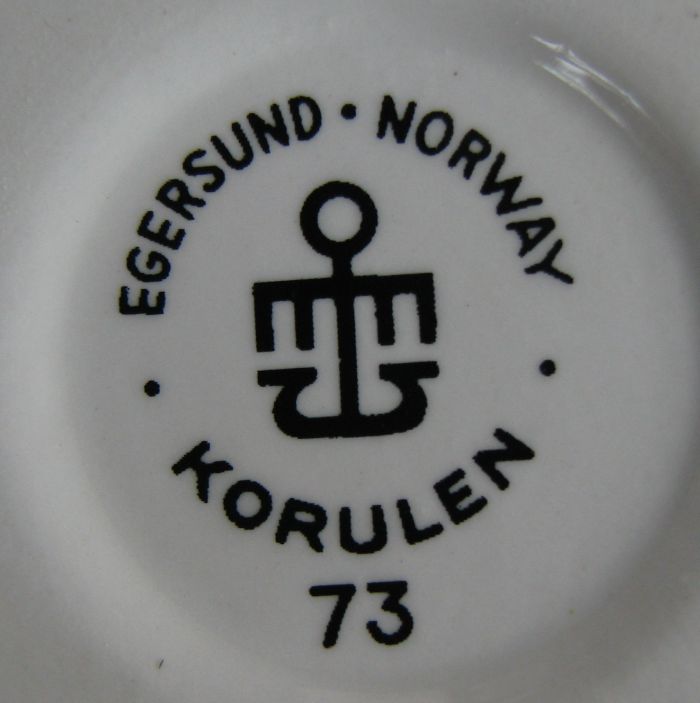 EGERSUND • NORWAY
• KORULEN •
73